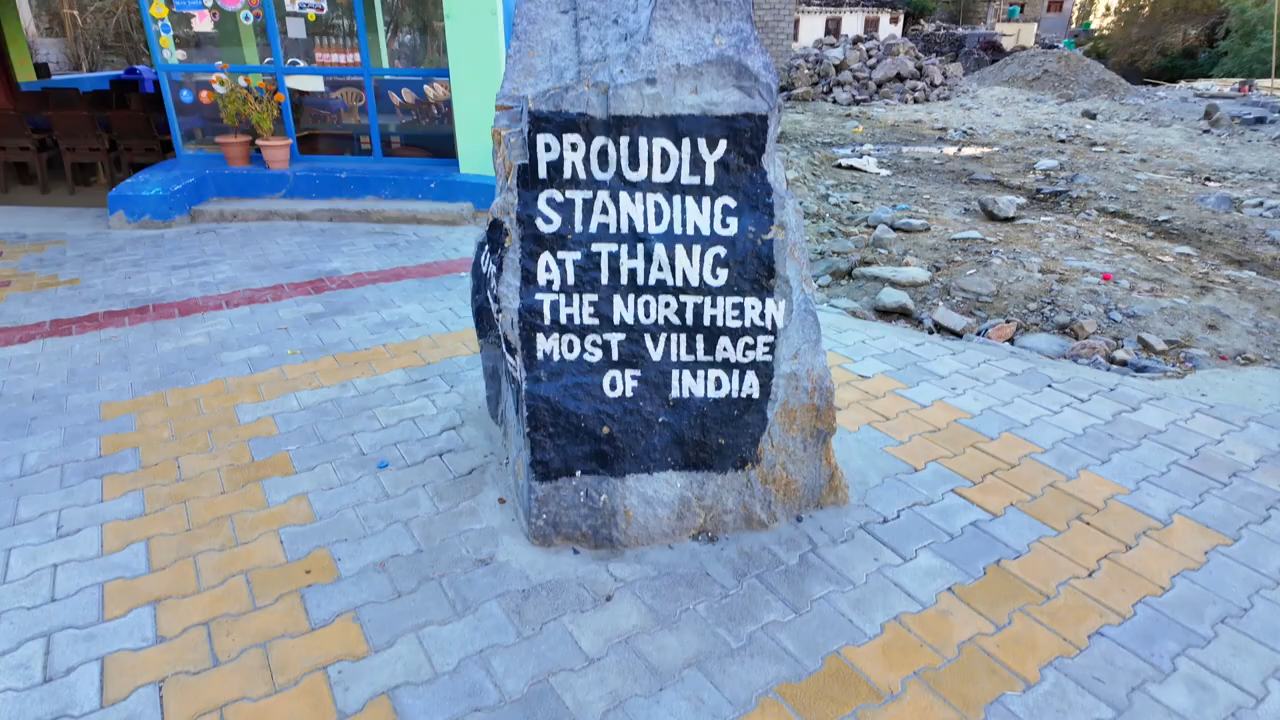 PROUDLY
STANDING
AT THANG
THE NORTHERN
MOST VILLAGE
OF INDIA